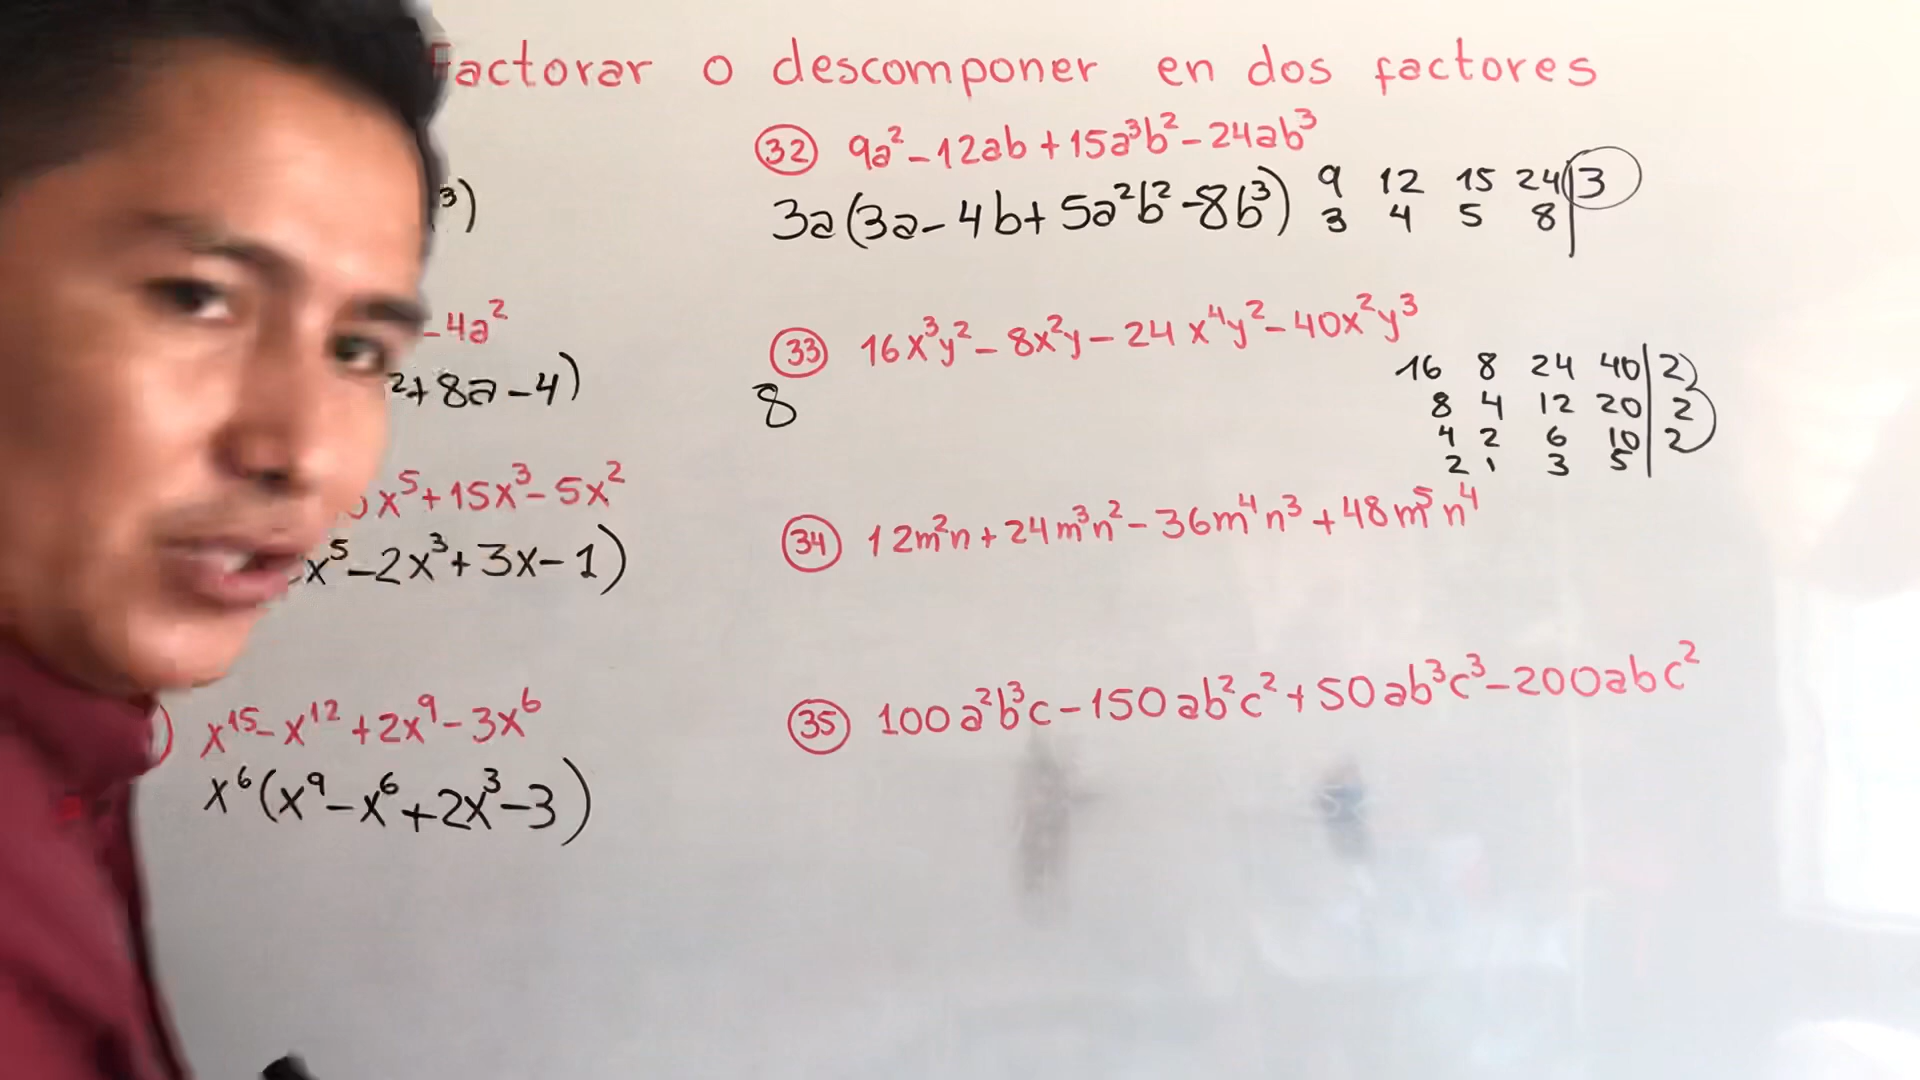 Factorar o descomponer en dos factores
³)
-4a²
²+8a-4)
x⁵+15x³-5x²
x⁵-2x³+3x-1)
) x¹⁵-x¹²+2x⁹-3x⁶
x⁶(x⁹-x⁶+2x³-3)
32 9a²-12ab+15a³b²-24ab³
3a(3a-4b+5a²b²-8b³)
9 12 15 24|3
3 4 5 8|
33 16x³y²-8x²y-24x⁴y²-40x²y³
8
16 8 24 40|2
8 4 12 20|2
4 2 6 10|2
2 1 3 5|
34 12m²n+24m³n²-36m⁴n³+48m⁵n⁴
35 100a²b³c-150ab²c²+50ab³c³-200abc²